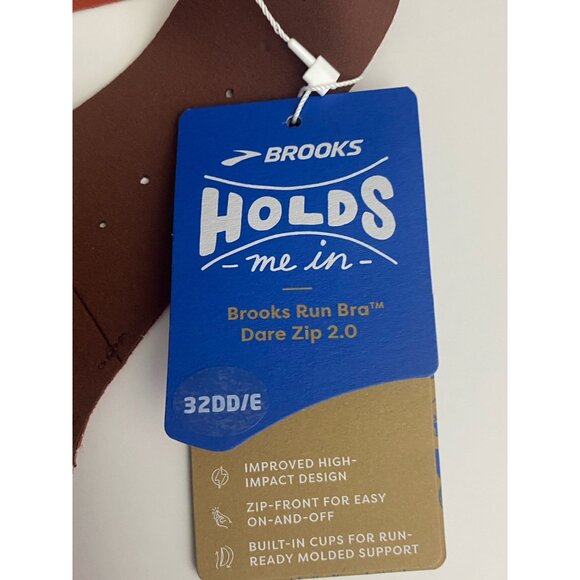 BROOKS
HOLDS
- me in -
Brooks Run Bra™
Dare Zip 2.0
32DD/E
IMPROVED HIGH-
IMPACT DESIGN
ZIP-FRONT FOR EASY
ON-AND-OFF
BUILT-IN CUPS FOR RUN-
READY MOLDED SUPPORT